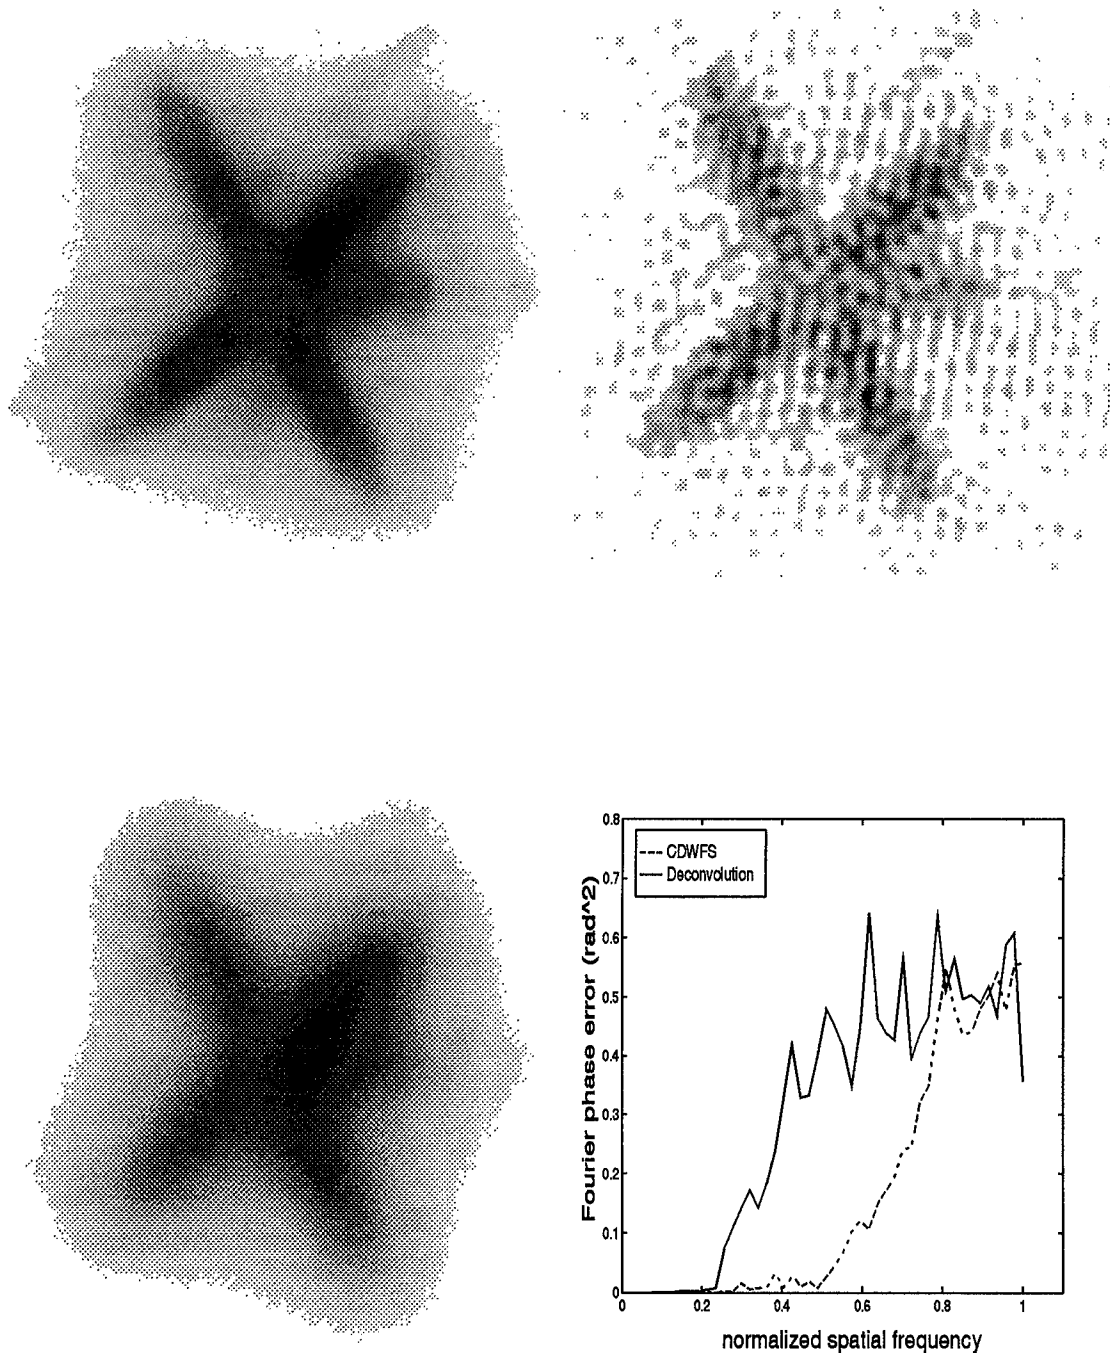 0.8
CDWFS
Deconvolution
0.7
0.6
0.5
0.4
0.3
0.2
0.1
0
Fourier phase error (rad^2)
0 0.2 0.4 0.6 0.8 1
normalized spatial frequency